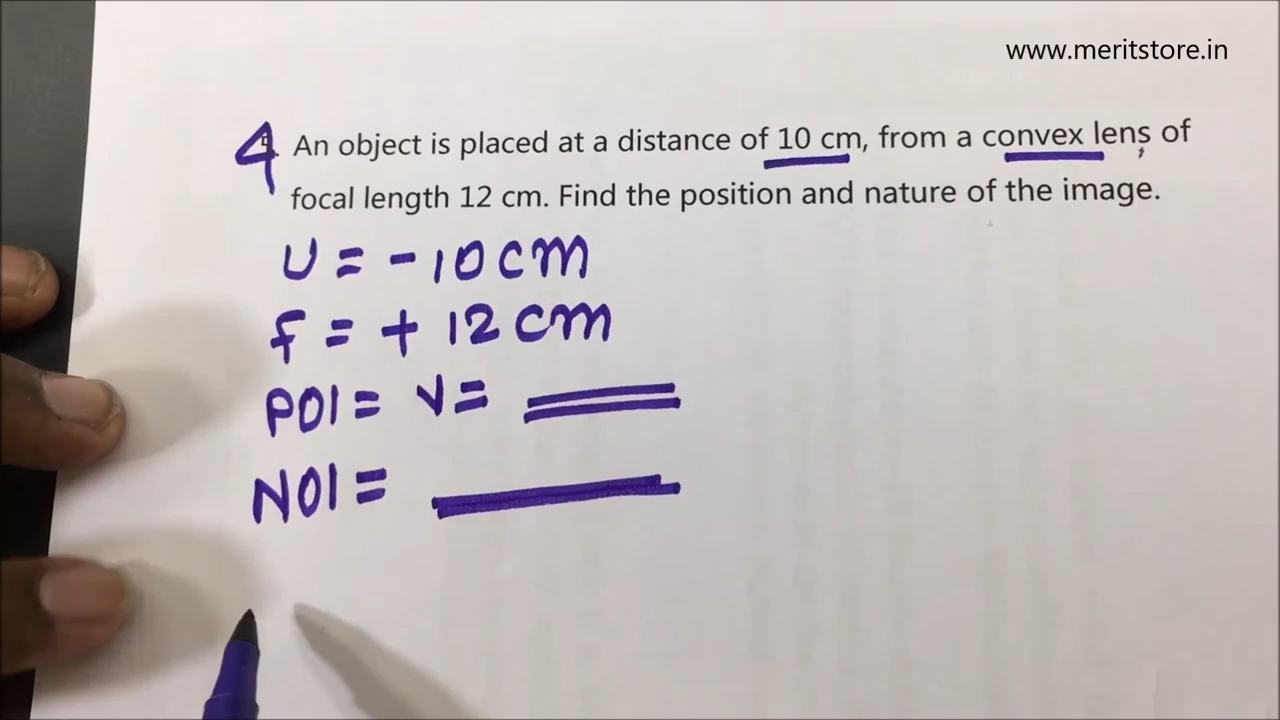 www.meritstore.in
4 An object is placed at a distance of 10 cm, from a convex lens of
focal length 12 cm. Find the position and nature of the image.
U = - 10 cm
f = + 12 cm
POI = V =
NOI =